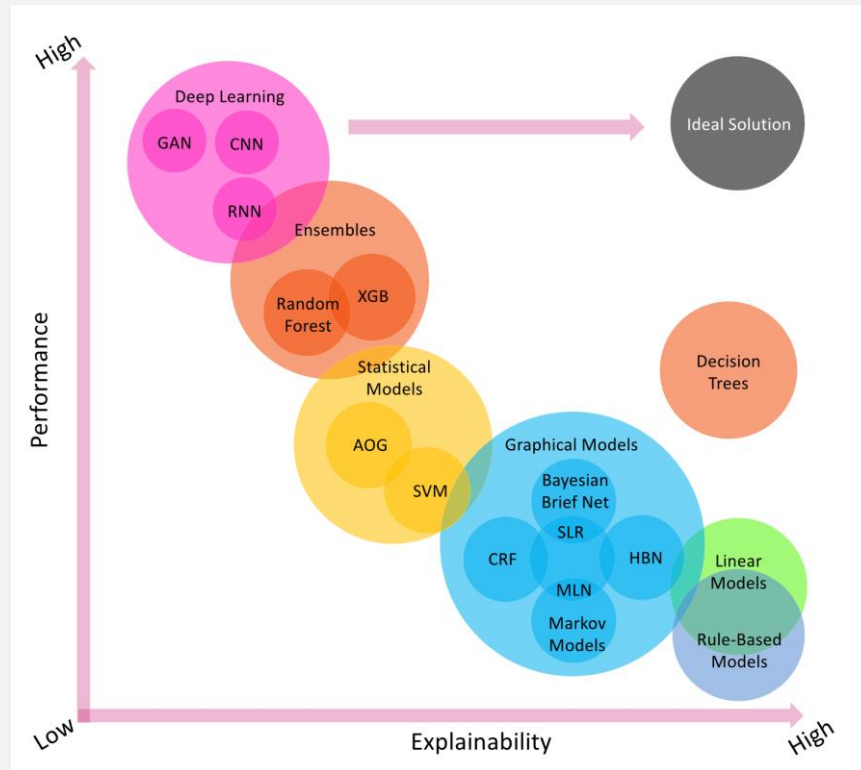 High
Deep Learning
GAN
CNN
RNN
Ideal Solution
Ensembles
XGB
Random
Forest
Performance
Decision
Trees
Statistical
Models
AOG
SVM
Graphical Models
Bayesian
Brief Net
SLR
CRF
HBN
MLN
Markov
Models
Linear
Models
Rule-Based
Models
Low
Explainability
High